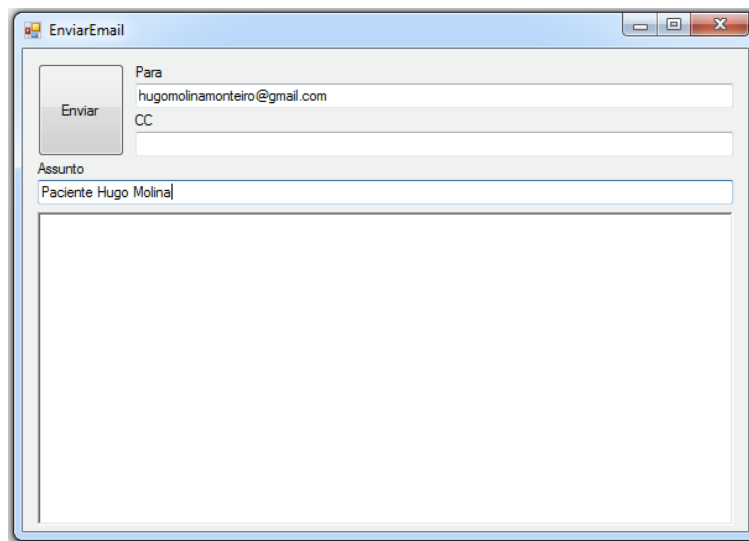 EnviarEmail
Para
Enviar
hugomolinamonteiro@gmail.com
CC
Assunto
Paciente Hugo Molina